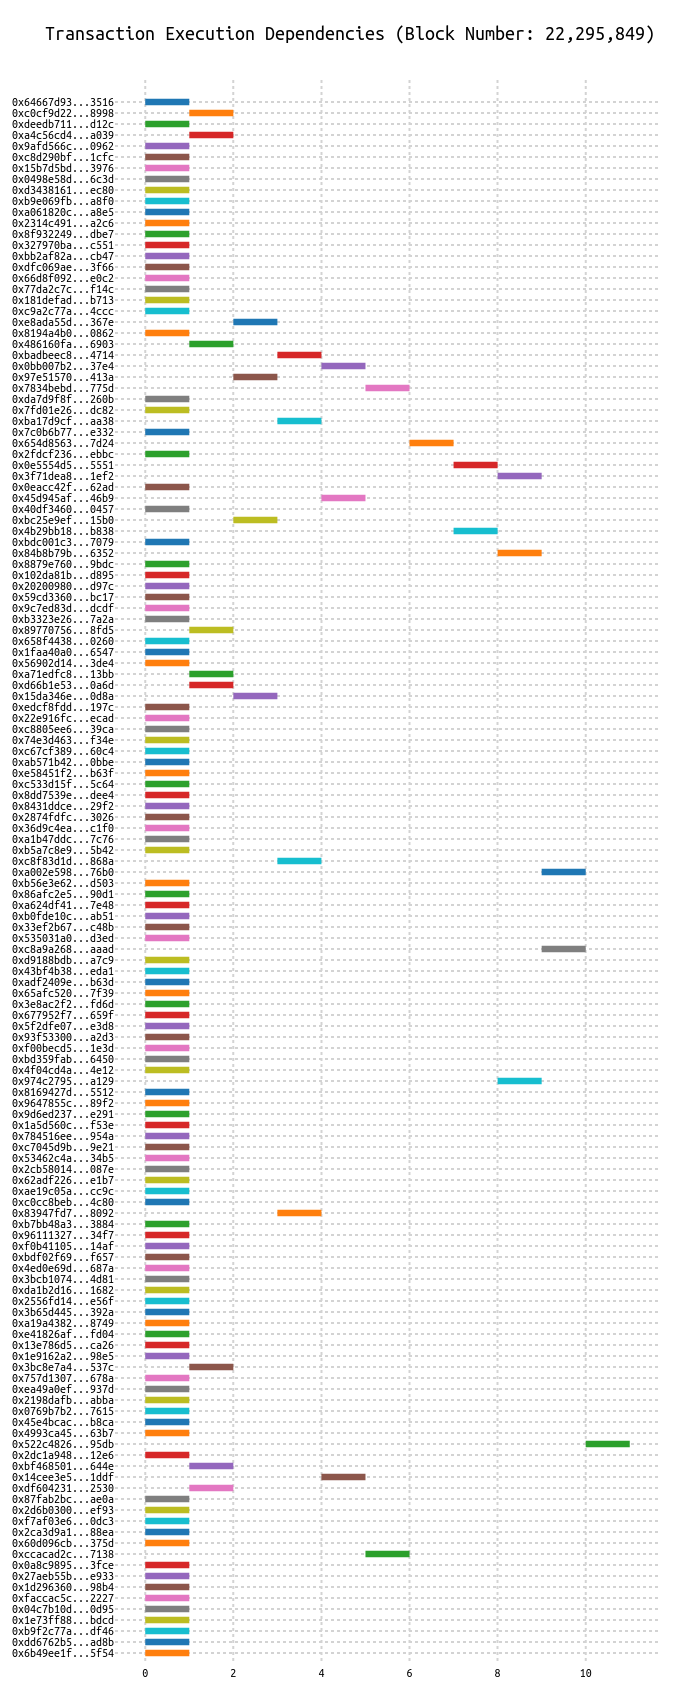 Transaction Execution Dependencies (Block Number: 22,295,849)
0x64667d93...3516
0xc0cf9d22...8998
0xdeedb711...d12c
0xa4c56cd4...a039
0x9afd566c...0962
0xc8d290bf...1cfc
0x15b7d5bd...3976
0x0498e58d...6c3d
0xd3438161...ec80
0xb9e069fb...a8f0
0xa061820c...a8e5
0x2314c491...a2c6
0x8f932249...dbe7
0x327970ba...c551
0xbb2af82a...cb47
0xdfc069ae...3f66
0x66d8f092...e0c2
0x77da2c7c...f14c
0x181defad...b713
0xc9a2c77a...4ccc
0xe8ada55d...367e
0x8194a4b0...0862
0x486160fa...6903
0xbadbeec8...4714
0x0bb007b2...37e4
0x97e51570...413a
0x7834bebd...775d
0xda7d9f8f...260b
0x7fd01e26...dc82
0xba17d9cf...aa38
0x7c0b6b77...e332
0x654d8563...7d24
0x2fdcf236...ebbc
0x0e5554d5...5551
0x3f71dea8...1ef2
0x0eacc42f...62ad
0x45d945af...46b9
0x40df3460...0457
0xbc25e9ef...15b0
0x4b29bb18...b838
0xbdc001c3...7079
0x84b8b79b...6352
0x8879e760...9bdc
0x102da81b...d895
0x20200980...d97c
0x59cd3360...bc17
0x9c7ed83d...dcdf
0xb3323e26...7a2a
0x89770756...8fd5
0x658f4438...0260
0x1faa40a0...6547
0x56902d14...3de4
0xa71edfc8...13bb
0xd66b1e53...0a6d
0x15da346e...0d8a
0xedcf8fdd...197c
0x22e916fc...ecad
0xc8805ee6...39ca
0x74e3d463...f34e
0xc67cf389...60c4
0xab571b42...0bbe
0xe58451f2...b63f
0xc533d15f...5c64
0x8dd7539e...dee4
0x8431ddce...29f2
0x2874fdfc...3026
0x36d9c4ea...c1f0
0xa1b47ddc...7c76
0xb5a7c8e9...5b42
0xc8f83d1d...868a
0xa002e598...76b0
0xb56e3e62...d503
0x86afc2e5...90d1
0xa624df41...7e48
0xb0fde10c...ab51
0x33ef2b67...c48b
0x535031a0...d3ed
0xc8a9a268...aaad
0xd9188bdb...a7c9
0x43bf4b38...eda1
0xadf2409e...b63d
0x65afc520...7f39
0x3e8ac2f2...fd6d
0x677952f7...659f
0x5f2dfe07...e3d8
0x93f53300...a2d3
0xf00becd5...1e3d
0xbd359fab...6450
0x4f04cd4a...4e12
0x974c2795...a129
0x8169427d...5512
0x9647855c...89f2
0x9d6ed237...e291
0x1a5d560c...f53e
0x784516ee...954a
0xc7045d9b...9e21
0x53462c4a...34b5
0x2cb58014...087e
0x62adf226...e1b7
0xae19c05a...cc9c
0xc0cc8beb...4c80
0x83947fd7...8092
0xb7bb48a3...3884
0x96111327...34f7
0xf0b41105...14af
0xbdf02f69...f657
0x4ed0e69d...687a
0x3bcb1074...4d81
0xda1b2d16...1682
0x2556fd14...e56f
0x3b65d445...392a
0xa19a4382...8749
0xe41826af...fd04
0x13e786d5...ca26
0x1e9162a2...98e5
0x3bc8e7a4...537c
0x757d1307...678a
0xea49a0ef...937d
0x2198dafb...abba
0x0769b7b2...7615
0x45e4bcac...b8ca
0x4993ca45...63b7
0x522c4826...95db
0x2dc1a948...12e6
0xbf468501...644e
0x14cee3e5...1ddf
0xdf604231...2530
0x87fab2bc...ae0a
0x2d6b0300...ef93
0xf7af03e6...0dc3
0x2ca3d9a1...88ea
0x60d096cb...375d
0xccacad2c...7138
0x0a8c9895...3fce
0x27aeb55b...e933
0x1d296360...98b4
0xfaccac5c...2227
0x04c7b10d...0d95
0x1e73ff88...bdcd
0xb9f2c77a...df46
0xdd6762b5...ad8b
0x6b49ee1f...5f54
0 2 4 6 8 10